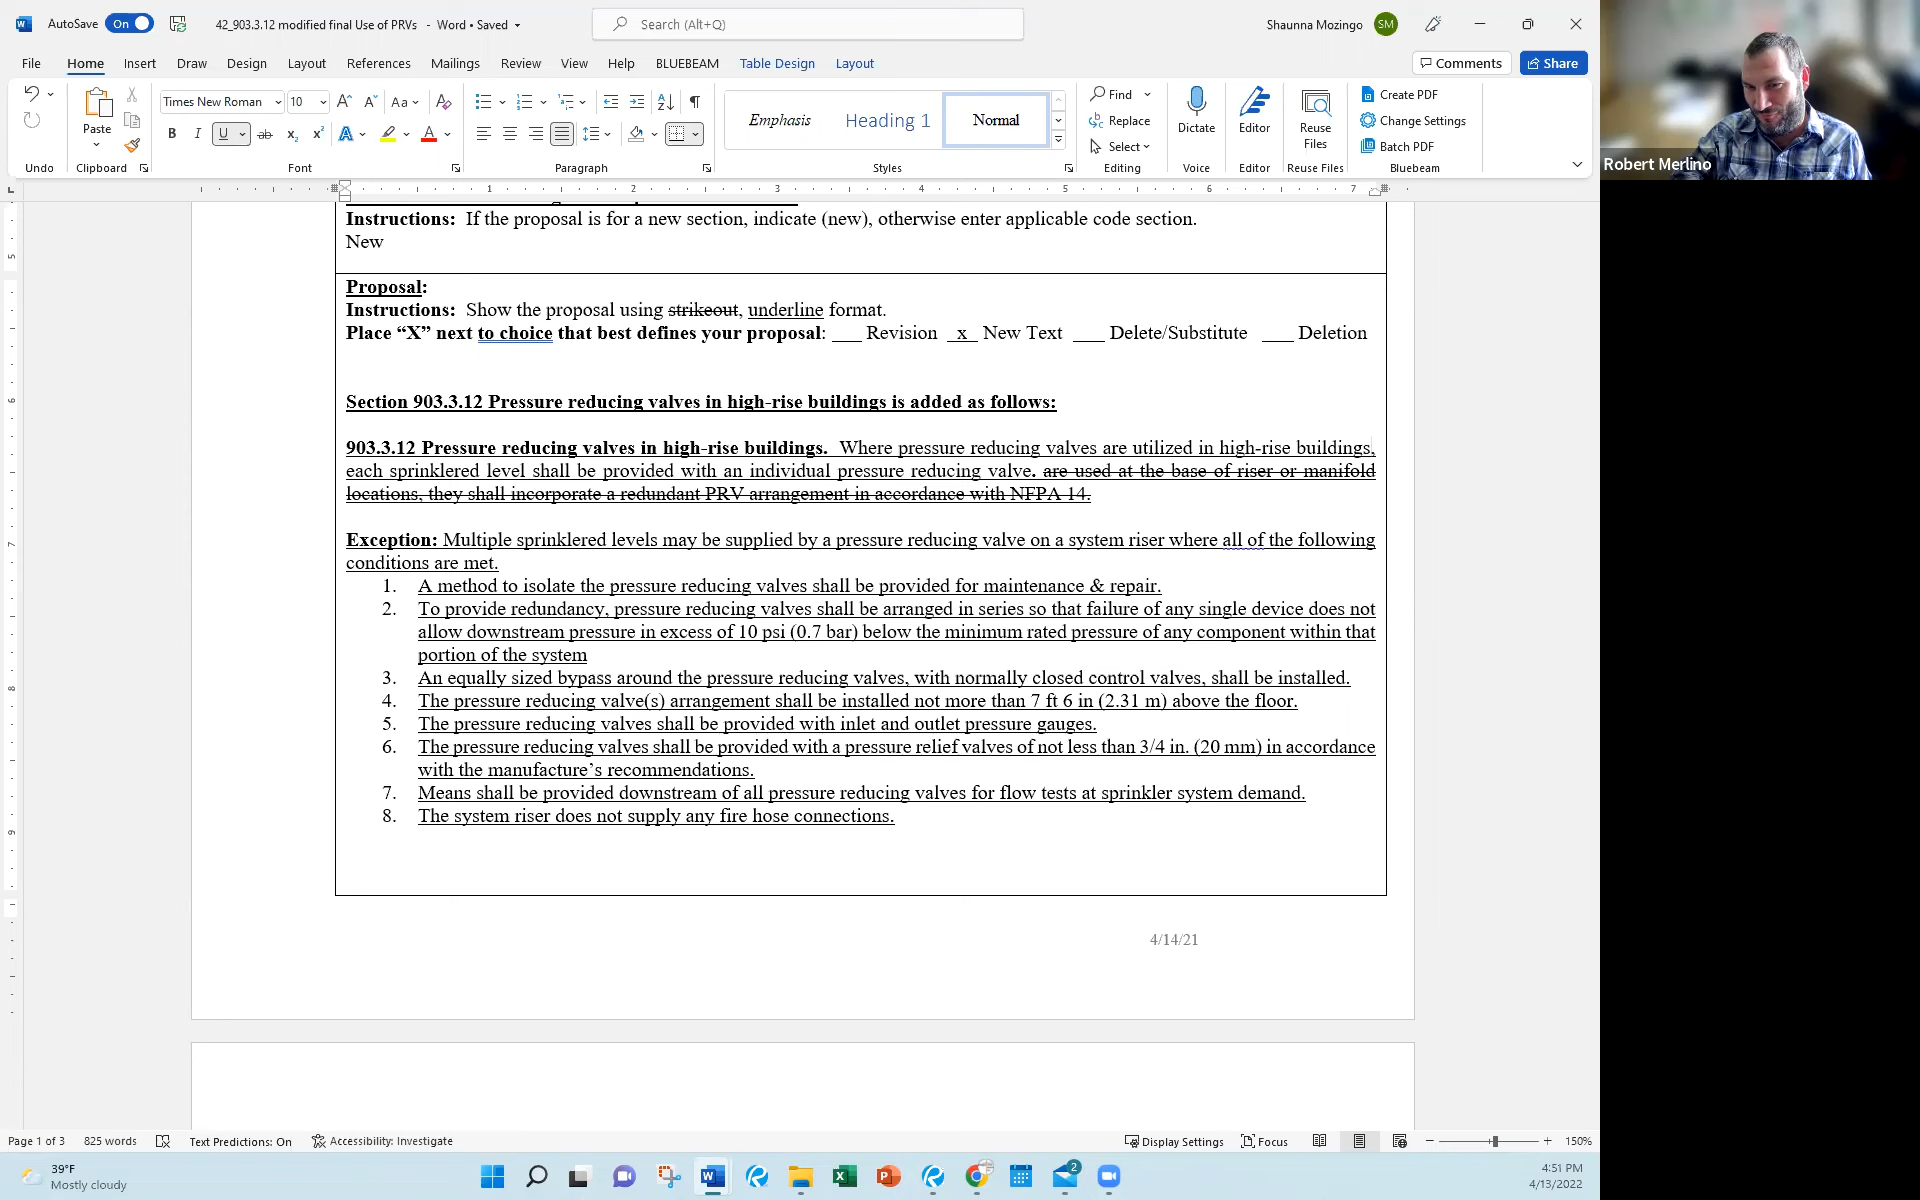 AutoSave On 42_903.3.12 modified final Use of PRVs - Word • Saved Search (Alt+Q) Shaunna Mozingo SM
File Home Insert Draw Design Layout References Mailings Review View Help BLUEBEAM Table Design Layout Comments Share
Times New Roman 10 Aa Emphasis Heading 1 Normal Find Replace Select Create PDF Change Settings Batch PDF
Paste Dictate Editor Reuse Files
Undo Clipboard Font Paragraph Styles Editing Voice Editor Reuse Files Bluebeam
Robert Merlino
1 2 3 4 5 6 7
Instructions: If the proposal is for a new section, indicate (new), otherwise enter applicable code section.
New
Proposal:
Instructions: Show the proposal using strikeout, underline format.
Place “X” next to choice that best defines your proposal: ___ Revision _x_ New Text ___ Delete/Substitute ___ Deletion
Section 903.3.12 Pressure reducing valves in high-rise buildings is added as follows:
903.3.12 Pressure reducing valves in high-rise buildings. Where pressure reducing valves are utilized in high-rise buildings,
each sprinklered level shall be provided with an individual pressure reducing valve. are used at the base of riser or manifold
locations, they shall incorporate a redundant PRV arrangement in accordance with NFPA 14.
Exception: Multiple sprinklered levels may be supplied by a pressure reducing valve on a system riser where all of the following
conditions are met.
1. A method to isolate the pressure reducing valves shall be provided for maintenance & repair.
2. To provide redundancy, pressure reducing valves shall be arranged in series so that failure of any single device does not
allow downstream pressure in excess of 10 psi (0.7 bar) below the minimum rated pressure of any component within that
portion of the system
3. An equally sized bypass around the pressure reducing valves, with normally closed control valves, shall be installed.
4. The pressure reducing valve(s) arrangement shall be installed not more than 7 ft 6 in (2.31 m) above the floor.
5. The pressure reducing valves shall be provided with inlet and outlet pressure gauges.
6. The pressure reducing valves shall be provided with a pressure relief valves of not less than 3/4 in. (20 mm) in accordance
with the manufacture’s recommendations.
7. Means shall be provided downstream of all pressure reducing valves for flow tests at sprinkler system demand.
8. The system riser does not supply any fire hose connections.
4/14/21
Page 1 of 3 825 words Text Predictions: On Accessibility: Investigate Display Settings Focus 150%
39°F
Mostly cloudy
2
4:51 PM
4/13/2022